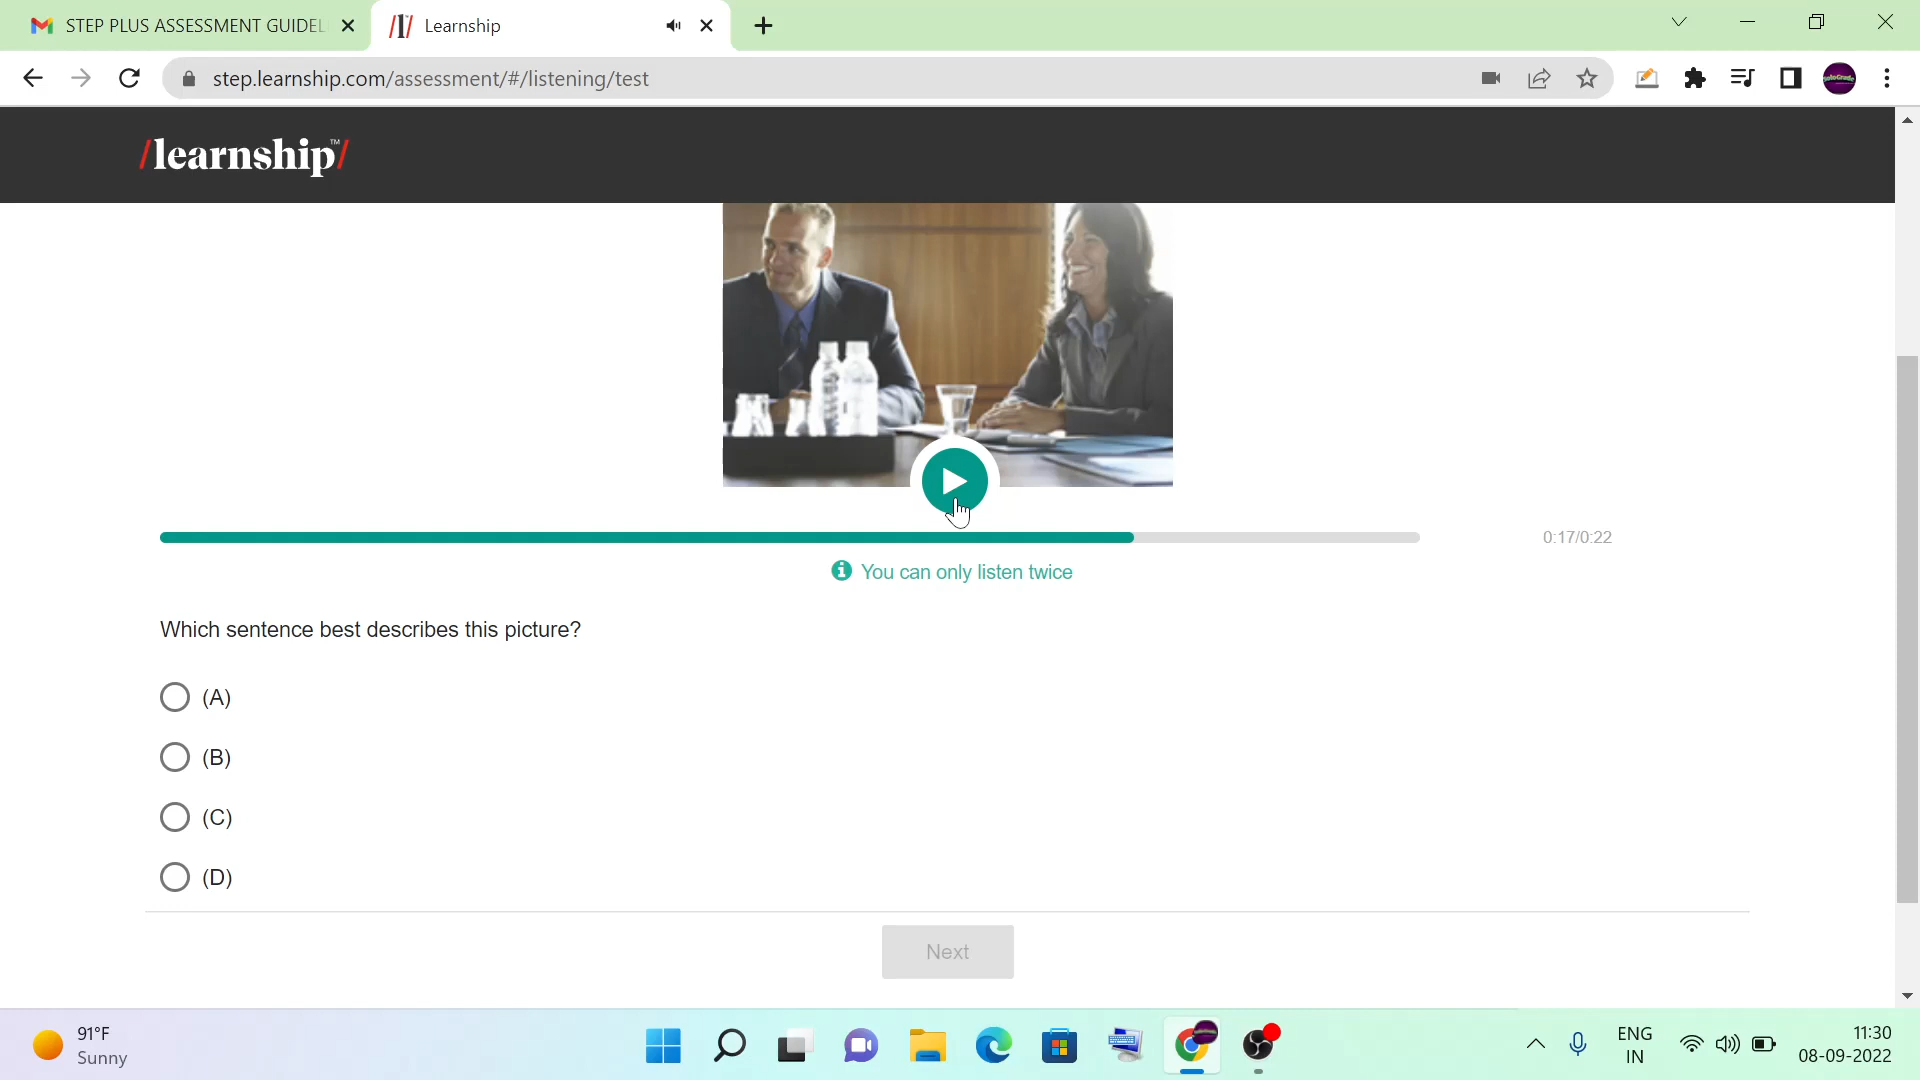 STEP PLUS ASSESSMENT GUIDEL
Learnship
step.learnship.com/assessment/#/listening/test
/learnship™/
0:17/0:22
You can only listen twice
Which sentence best describes this picture?
(A)
(B)
(C)
(D)
Next
91°F
Sunny
ENG
IN
11:30
08-09-2022